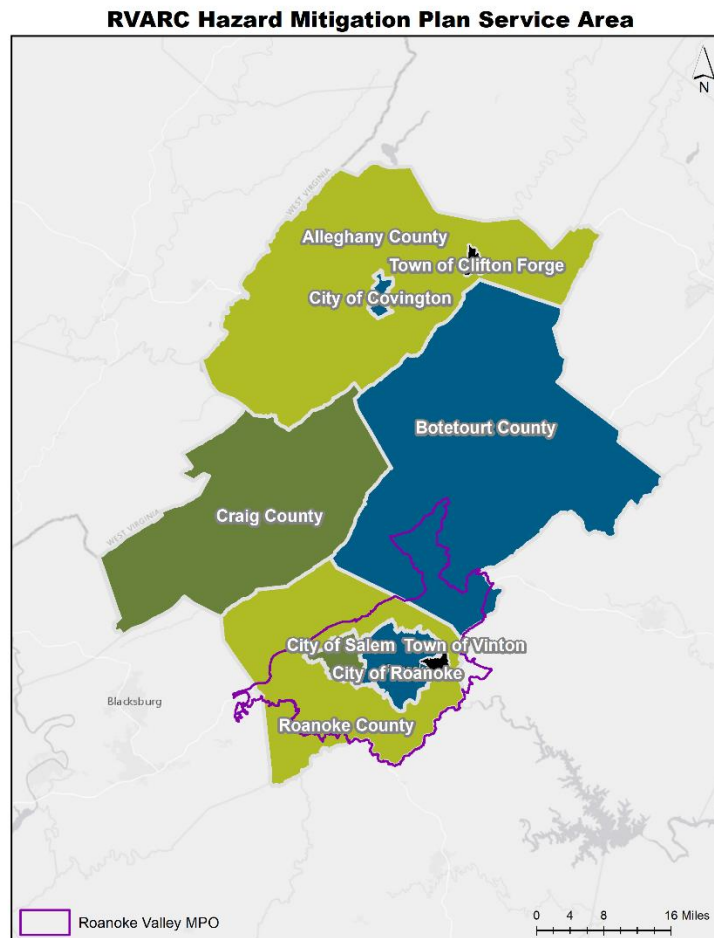 RVARC Hazard Mitigation Plan Service Area
N
WEST VIRGINIA
Alleghany County
Town of Clifton Forge
City of Covington
Botetourt County
Craig County
WEST VIRGINIA
City of Salem
Town of Vinton
City of Roanoke
Blacksburg
Roanoke County
Roanoke Valley MPO
0 4 8 16 Miles